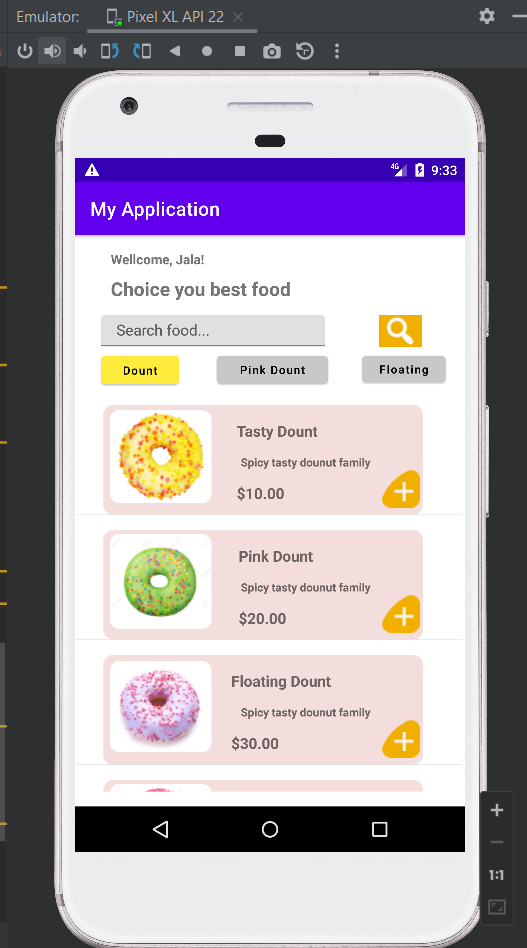 Emulator: Pixel XL API 22
4G 9:33
My Application
Wellcome, Jala!
Choice you best food
Search food...
Dount Pink Dount Floating
Tasty Dount
Spicy tasty dounut family
$10.00
Pink Dount
Spicy tasty dounut family
$20.00
Floating Dount
Spicy tasty dounut family
$30.00
1:1